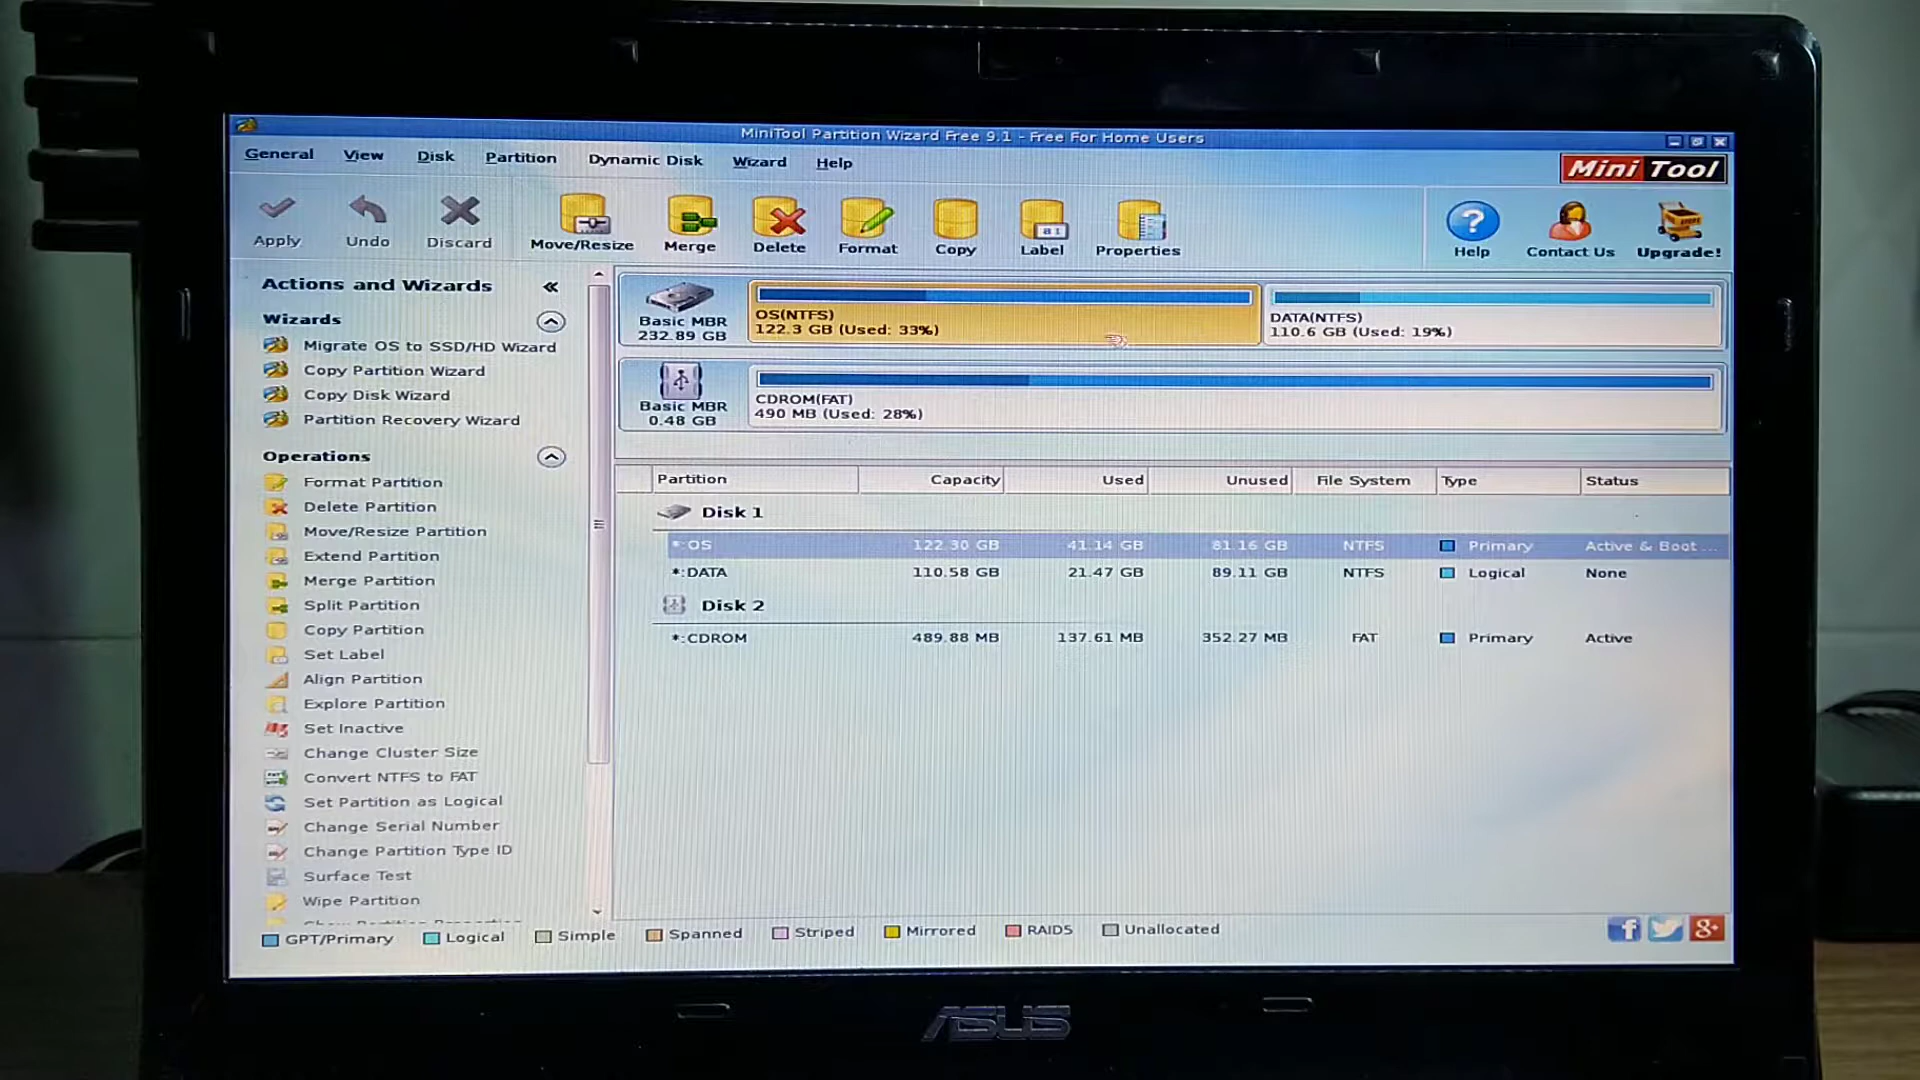 MiniTool Partition Wizard Free 9.1 - Free For Home Users
General View Disk Partition Dynamic Disk Wizard Help
Mini Tool
Apply Undo Discard Move/Resize Merge Delete Format Copy Label Properties Help Contact Us Upgrade!
Actions and Wizards
Wizards
Migrate OS to SSD/HD Wizard
Copy Partition Wizard
Copy Disk Wizard
Partition Recovery Wizard
Operations
Format Partition
Delete Partition
Move/Resize Partition
Extend Partition
Merge Partition
Split Partition
Copy Partition
Set Label
Align Partition
Explore Partition
Set Inactive
Change Cluster Size
Convert NTFS to FAT
Set Partition as Logical
Change Serial Number
Change Partition Type ID
Surface Test
Wipe Partition
Basic MBR
232.89 GB
OS(NTFS)
122.3 GB (Used: 33%)
DATA(NTFS)
110.6 GB (Used: 19%)
Basic MBR
0.48 GB
CDROM(FAT)
490 MB (Used: 28%)
Partition Capacity Used Unused File System Type Status
Disk 1
*:OS 122.30 GB 41.14 GB 81.16 GB NTFS Primary Active & Boot ...
*:DATA 110.58 GB 21.47 GB 89.11 GB NTFS Logical None
Disk 2
*:CDROM 489.88 MB 137.61 MB 352.27 MB FAT Primary Active
GPT/Primary Logical Simple Spanned Striped Mirrored RAID5 Unallocated
ASUS